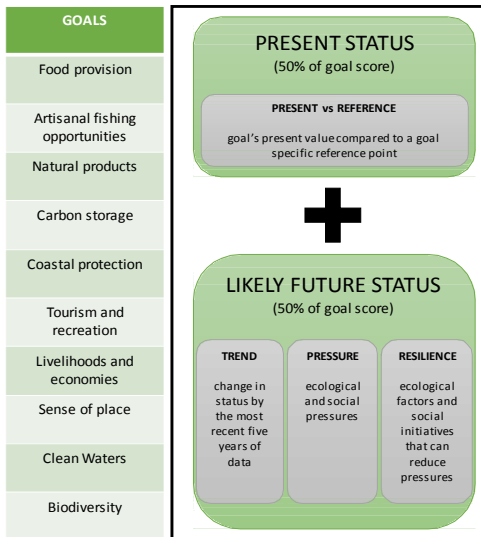 GOALS
Food provision
Artisanal fishing
opportunities
Natural products
Carbon storage
Coastal protection
Tourism and
recreation
Livelihoods and
economies
Sense of place
Clean Waters
Biodiversity
PRESENT STATUS
(50% of goal score)
PRESENT vs REFERENCE
goal's present value compared to a goal
specific reference point
LIKELY FUTURE STATUS
(50% of goal score)
TREND
change in
status by the
most recent five
years of
data
PRESSURE
ecological
and social
pressures
RESILIENCE
ecological
factors and
social
initiatives
that can
reduce
pressures